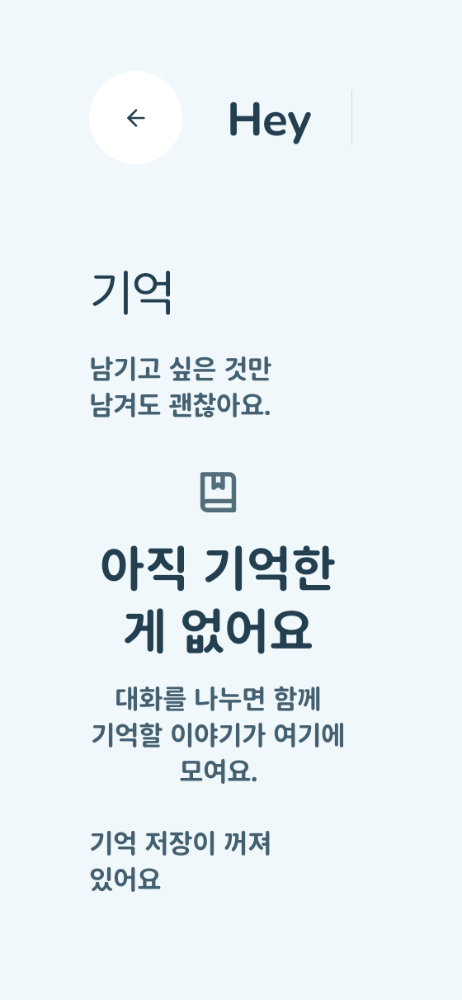 Hey
기억
남기고 싶은 것만
남겨도 괜찮아요.
아직 기억한
게 없어요
대화를 나누면 함께
기억할 이야기가 여기에
모여요.
기억 저장이 꺼져
있어요